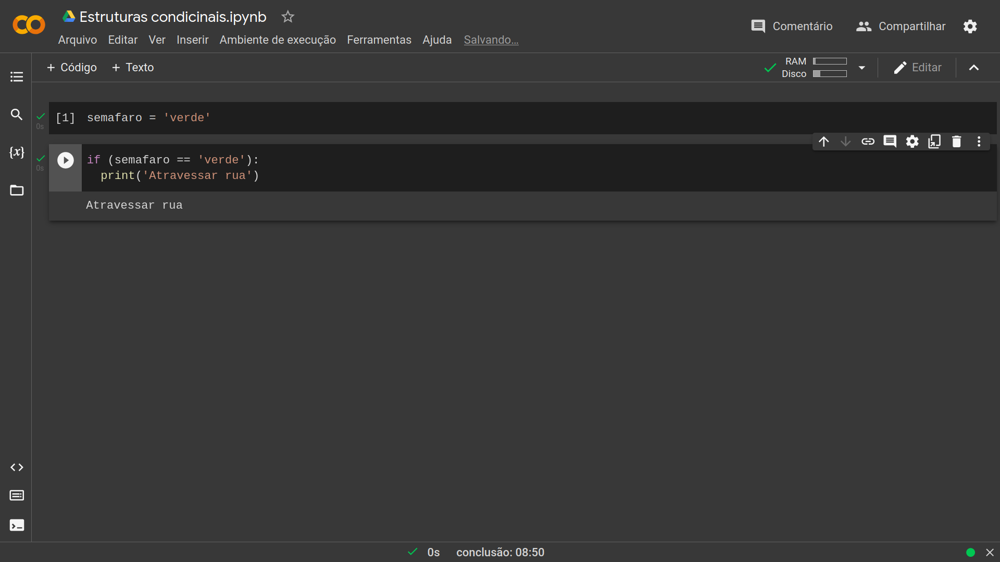 Estruturas condicinais.ipynb
Comentário Compartilhar
Arquivo Editar Ver Inserir Ambiente de execução Ferramentas Ajuda Salvando...
+ Código + Texto
RAM
Disco
Editar
{x}
[1] semafaro = 'verde'
0s
if (semafaro == 'verde'):
0s
print('Atravessar rua')
Atravessar rua
0s conclusão: 08:50